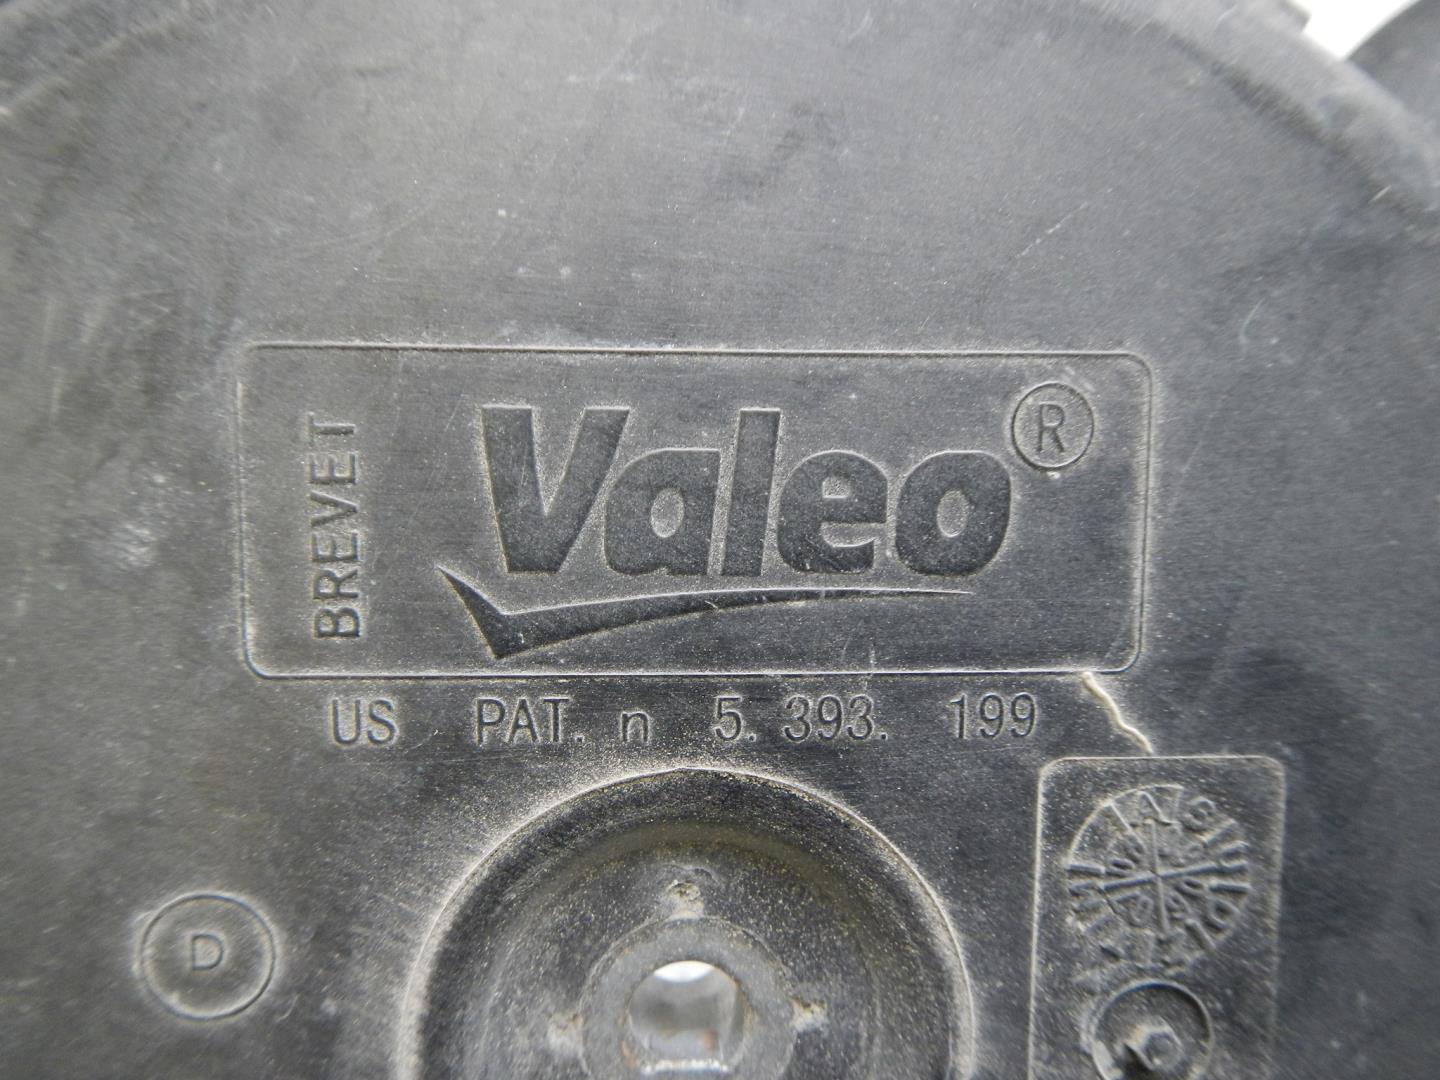 BREVET
Valeo ®
US PAT. n 5. 393. 199
D